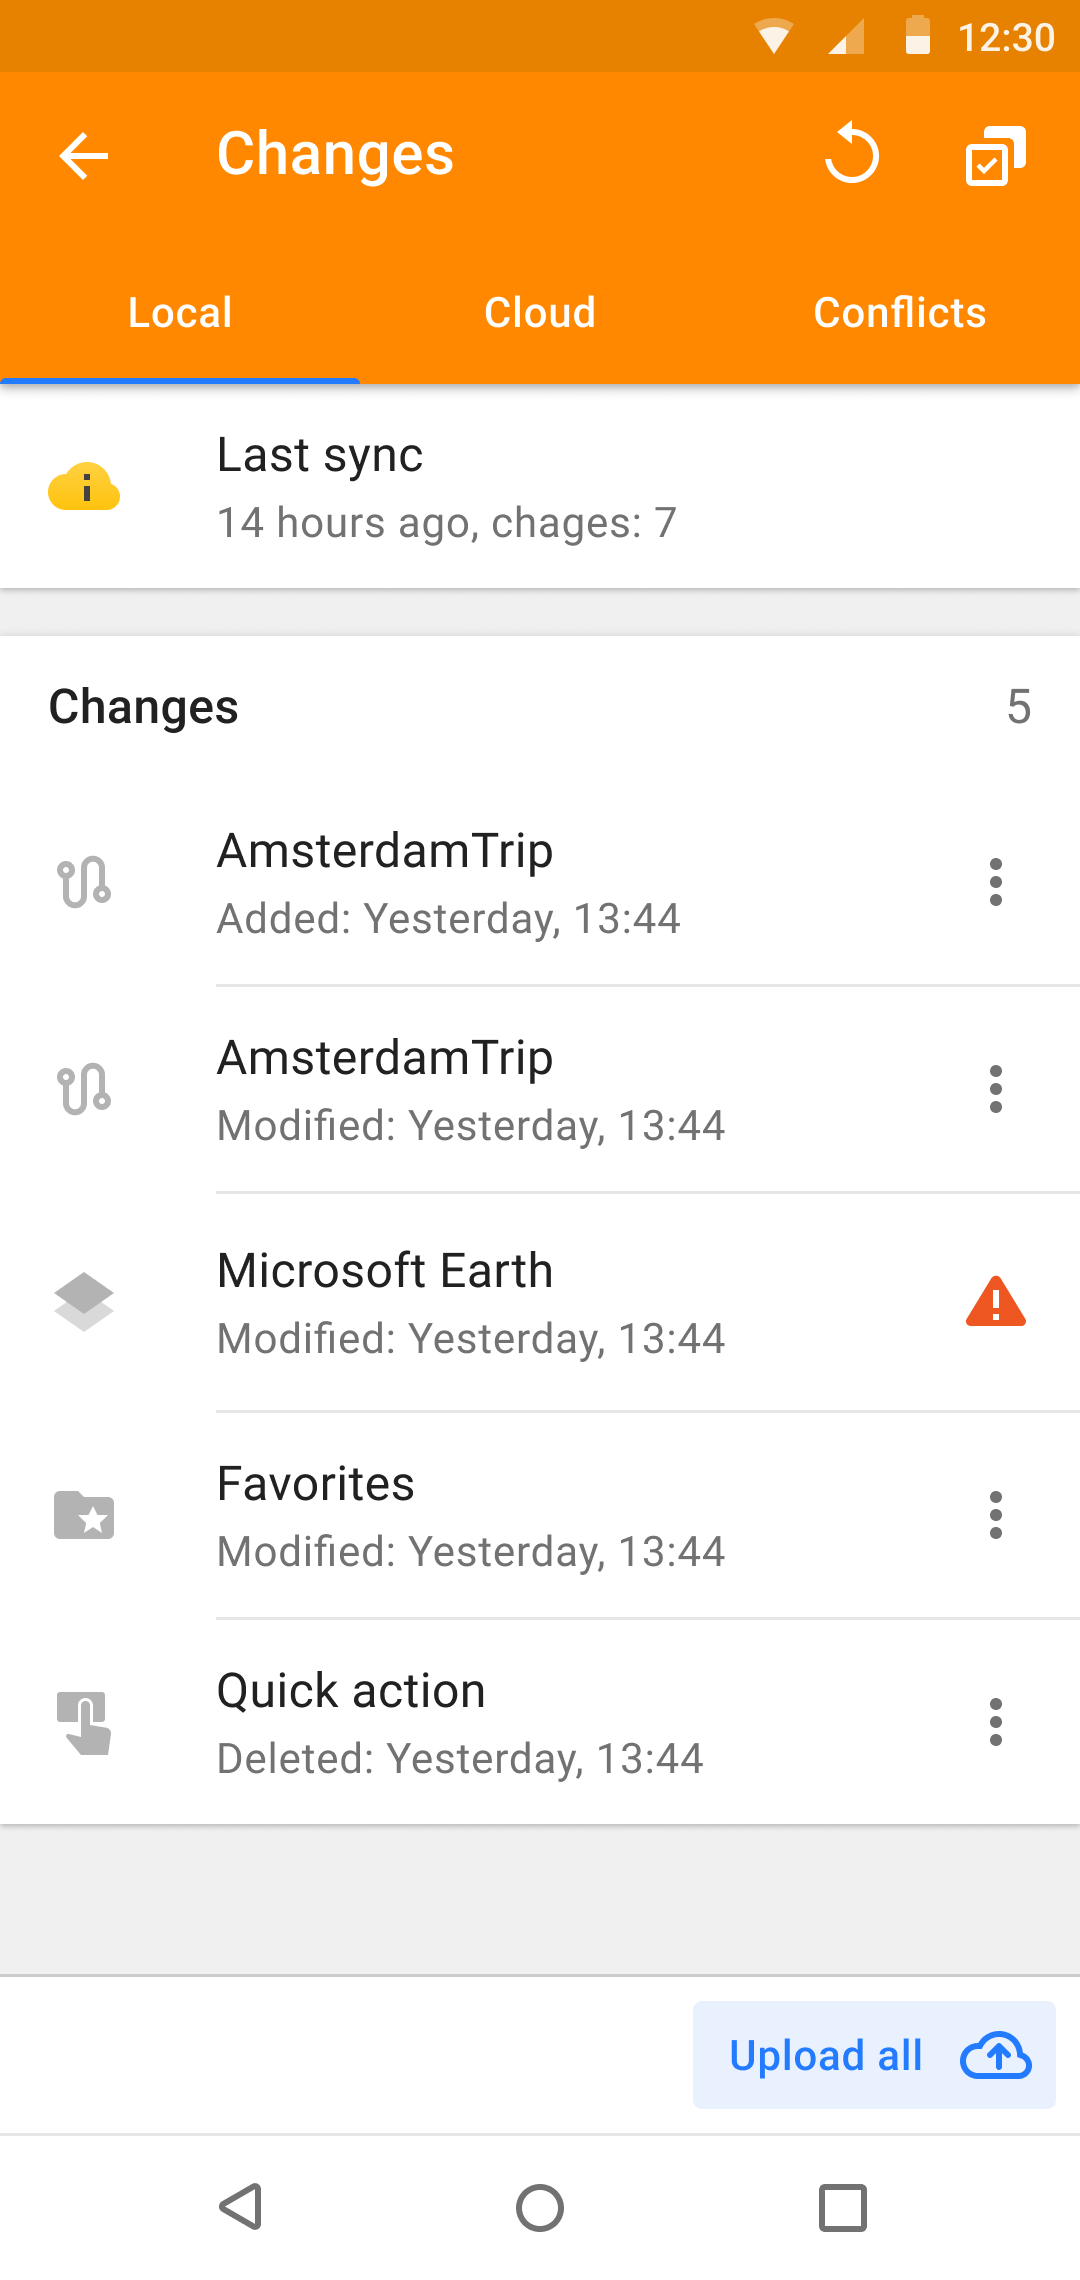 12:30
Changes
Local
Cloud
Conflicts
Last sync
14 hours ago, chages: 7
Changes
5
AmsterdamTrip
Added: Yesterday, 13:44
AmsterdamTrip
Modified: Yesterday, 13:44
Microsoft Earth
Modified: Yesterday, 13:44
Favorites
Modified: Yesterday, 13:44
Quick action
Deleted: Yesterday, 13:44
Upload all